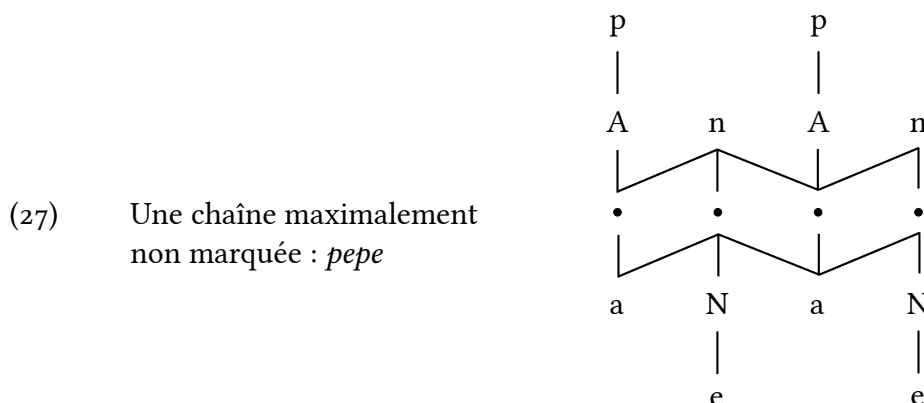 p p
A n A n
(27) Une chaîne maximalement
non marquée : pepe
• • • •
a N a N
e e